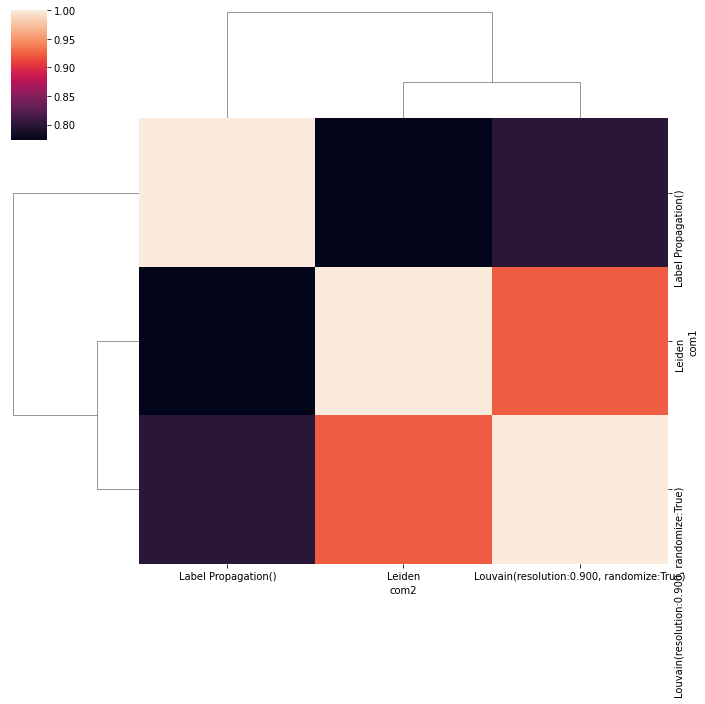 1.00
0.95
0.90
0.85
0.80
Label Propagation()
Leiden
com1
Louvain(resolution:0.900, randomize:True)
Label Propagation()
Leiden
Louvain(resolution:0.900, randomize:True)
com2